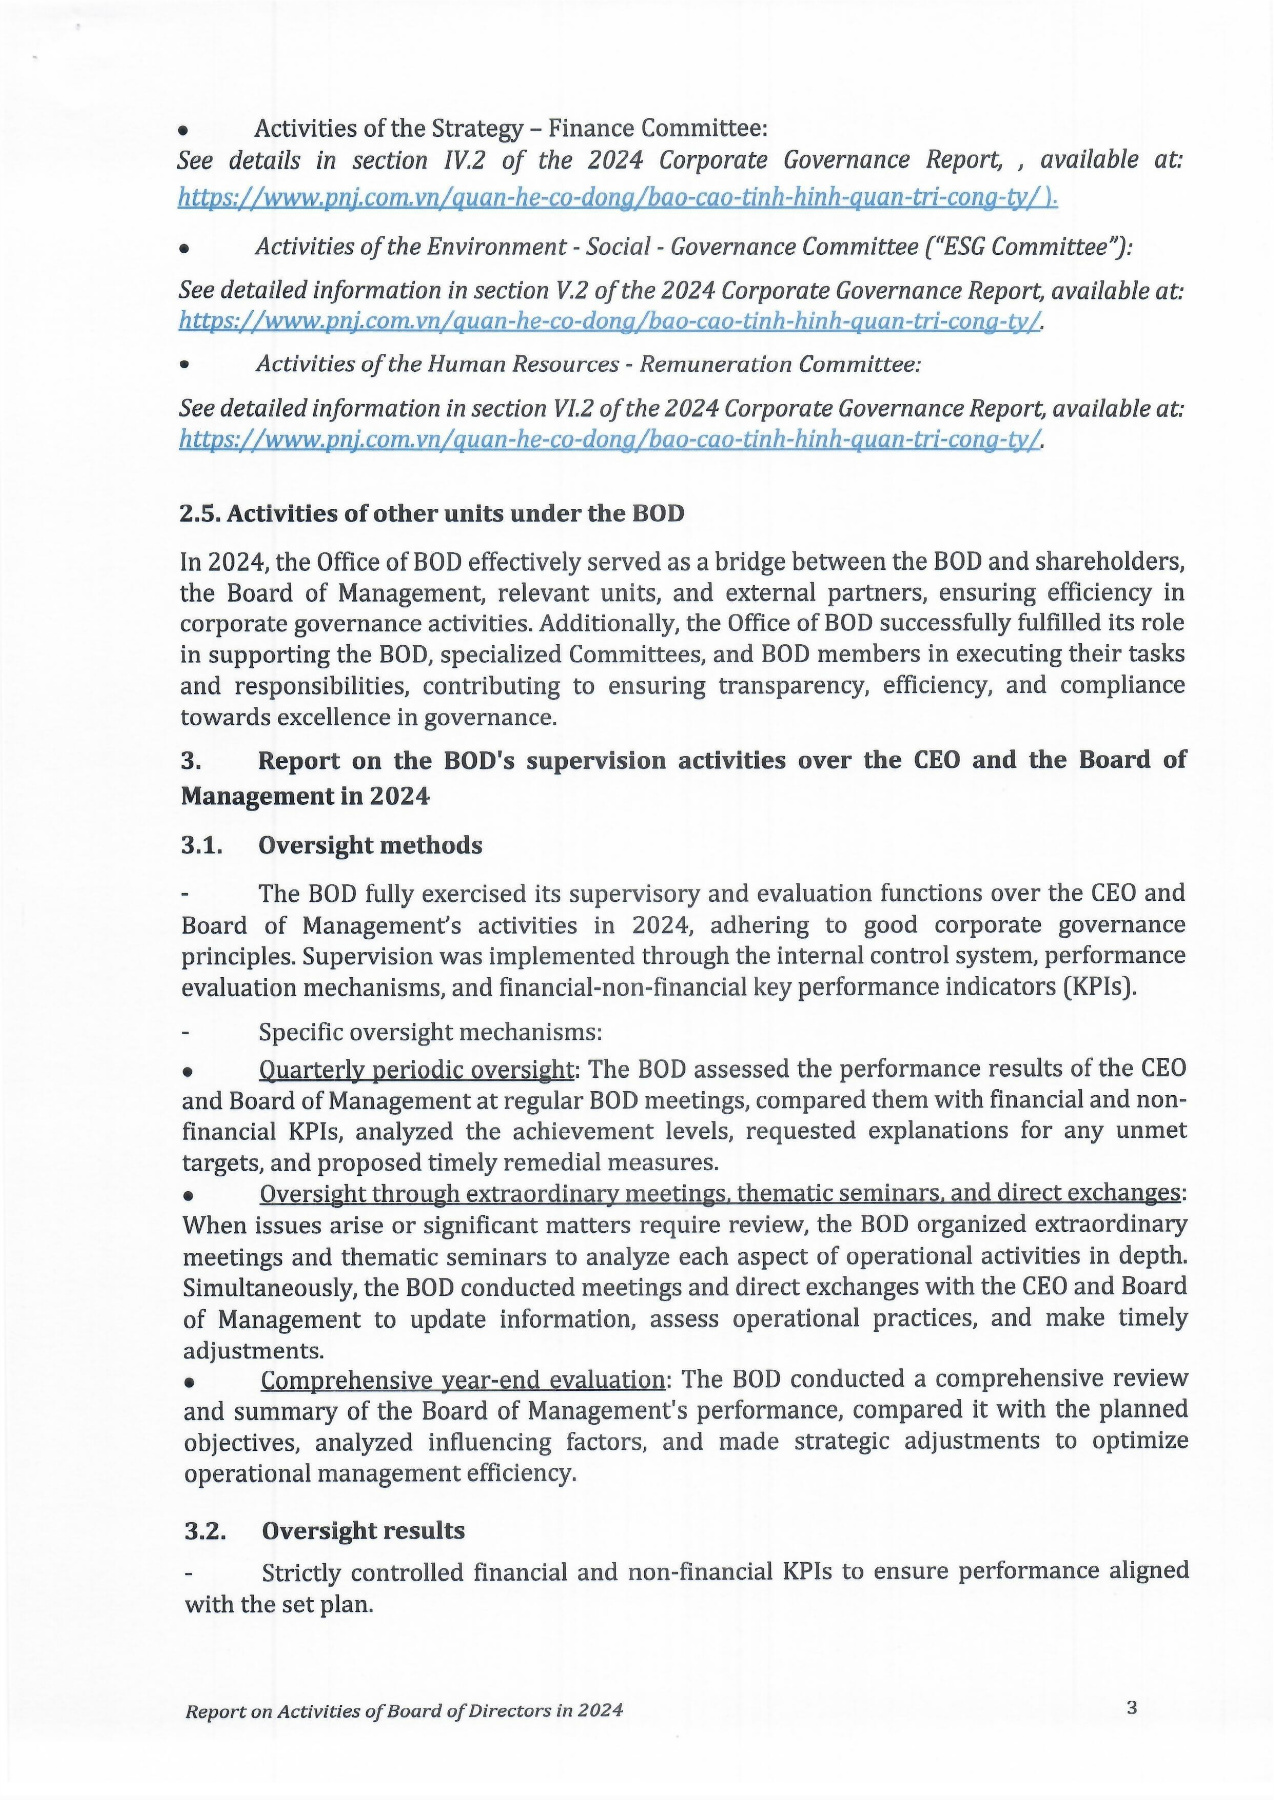 • Activities of the Strategy – Finance Committee:
See details in section IV.2 of the 2024 Corporate Governance Report, , available at:
https://www.pnj.com.vn/quan-he-co-dong/bao-cao-tinh-hinh-quan-tri-cong-ty/ ).
• Activities of the Environment - Social - Governance Committee (“ESG Committee”):
See detailed information in section V.2 of the 2024 Corporate Governance Report, available at:
https://www.pnj.com.vn/quan-he-co-dong/bao-cao-tinh-hinh-quan-tri-cong-ty/.
• Activities of the Human Resources - Remuneration Committee:
See detailed information in section VI.2 of the 2024 Corporate Governance Report, available at:
https://www.pnj.com.vn/quan-he-co-dong/bao-cao-tinh-hinh-quan-tri-cong-ty/.
2.5. Activities of other units under the BOD
In 2024, the Office of BOD effectively served as a bridge between the BOD and shareholders,
the Board of Management, relevant units, and external partners, ensuring efficiency in
corporate governance activities. Additionally, the Office of BOD successfully fulfilled its role
in supporting the BOD, specialized Committees, and BOD members in executing their tasks
and responsibilities, contributing to ensuring transparency, efficiency, and compliance
towards excellence in governance.
3. Report on the BOD's supervision activities over the CEO and the Board of
Management in 2024
3.1. Oversight methods
- The BOD fully exercised its supervisory and evaluation functions over the CEO and
Board of Management’s activities in 2024, adhering to good corporate governance
principles. Supervision was implemented through the internal control system, performance
evaluation mechanisms, and financial-non-financial key performance indicators (KPIs).
- Specific oversight mechanisms:
• Quarterly periodic oversight: The BOD assessed the performance results of the CEO
and Board of Management at regular BOD meetings, compared them with financial and non-
financial KPIs, analyzed the achievement levels, requested explanations for any unmet
targets, and proposed timely remedial measures.
• Oversight through extraordinary meetings, thematic seminars, and direct exchanges:
When issues arise or significant matters require review, the BOD organized extraordinary
meetings and thematic seminars to analyze each aspect of operational activities in depth.
Simultaneously, the BOD conducted meetings and direct exchanges with the CEO and Board
of Management to update information, assess operational practices, and make timely
adjustments.
• Comprehensive year-end evaluation: The BOD conducted a comprehensive review
and summary of the Board of Management's performance, compared it with the planned
objectives, analyzed influencing factors, and made strategic adjustments to optimize
operational management efficiency.
3.2. Oversight results
- Strictly controlled financial and non-financial KPIs to ensure performance aligned
with the set plan.
Report on Activities of Board of Directors in 2024 3